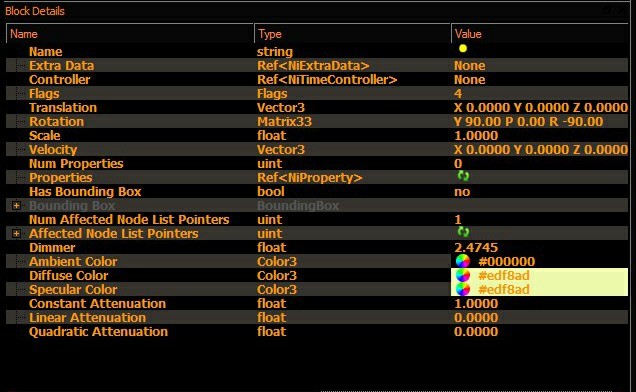 Block Details
Name Type Value
Name string
Extra Data Ref<NiExtraData> None
Controller Ref<NiTimeController> None
Flags Flags 4
Translation Vector3 X 0.0000 Y 0.0000 Z 0.0000
Rotation Matrix33 Y 90.00 P 0.00 R -90.00
Scale float 1.0000
Velocity Vector3 X 0.0000 Y 0.0000 Z 0.0000
Num Properties uint 0
Properties Ref<NiProperty>
Has Bounding Box bool no
Bounding Box BoundingBox
Num Affected Node List Pointers uint 1
Affected Node List Pointers uint
Dimmer float 2.4745
Ambient Color Color3 #000000
Diffuse Color Color3 #edf8ad
Specular Color Color3 #edf8ad
Constant Attenuation float 1.0000
Linear Attenuation float 0.0000
Quadratic Attenuation float 0.0000